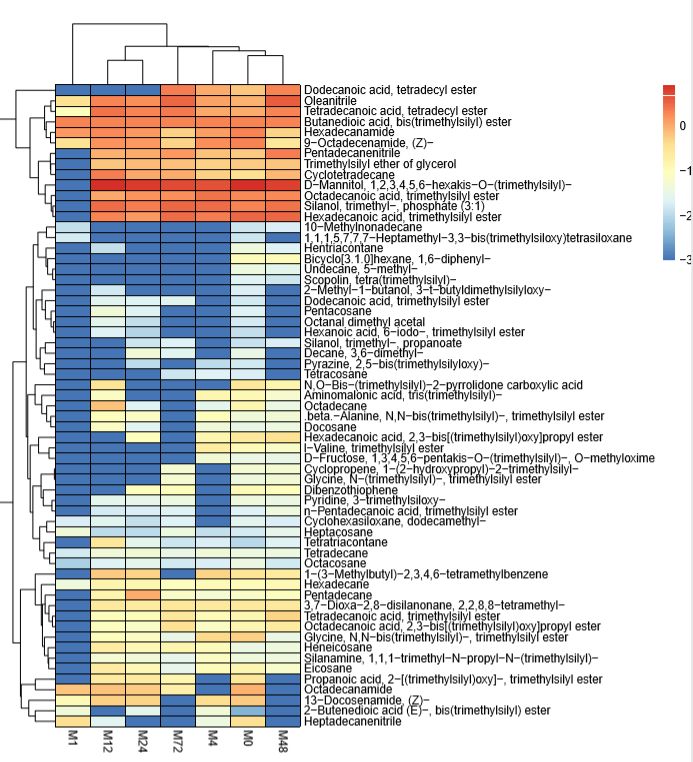 Dodecanoic acid, tetradecyl ester
Oleanitrile
Tetradecanoic acid, tetradecyl ester
Butanedioic acid, bis(trimethylsilyl) ester
Hexadecanamide
9−Octadecenamide, (Z)−
Pentadecanenitrile
Trimethylsilyl ether of glycerol
Cyclotetradecane
D−Mannitol, 1,2,3,4,5,6−hexakis−O−(trimethylsilyl)−
Octadecanoic acid, trimethylsilyl ester
Silanol, trimethyl−, phosphate (3:1)
Hexadecanoic acid, trimethylsilyl ester
10−Methylnonadecane
1,1,1,5,7,7,7−Heptamethyl−3,3−bis(trimethylsiloxy)tetrasiloxane
Hentriacontane
Bicyclo[3.1.0]hexane, 1,6−diphenyl−
Undecane, 5−methyl−
Scopolin, tetra(trimethylsilyl)−
2−Methyl−1−butanol, 3−t−butyldimethylsilyloxy−
Dodecanoic acid, trimethylsilyl ester
Pentacosane
Octanal dimethyl acetal
Hexanoic acid, 6−iodo−, trimethylsilyl ester
Silanol, trimethyl−, propanoate
Decane, 3,6−dimethyl−
Pyrazine, 2,5−bis(trimethylsilyloxy)−
Tetracosane
N,O−Bis−(trimethylsilyl)−2−pyrrolidone carboxylic acid
Aminomalonic acid, tris(trimethylsilyl)−
Octadecane
.beta.−Alanine, N,N−bis(trimethylsilyl)−, trimethylsilyl ester
Docosane
Hexadecanoic acid, 2,3−bis[(trimethylsilyl)oxy]propyl ester
l−Valine, trimethylsilyl ester
D−Fructose, 1,3,4,5,6−pentakis−O−(trimethylsilyl)−, O−methyloxime
Cyclopropene, 1−(2−hydroxypropyl)−2−trimethylsilyl−
Glycine, N−(trimethylsilyl)−, trimethylsilyl ester
Dibenzothiophene
Pyridine, 3−trimethylsiloxy−
n−Pentadecanoic acid, trimethylsilyl ester
Cyclohexasiloxane, dodecamethyl−
Heptacosane
Tetratriacontane
Tetradecane
Octacosane
1−(3−Methylbutyl)−2,3,4,6−tetramethylbenzene
Hexadecane
Pentadecane
3,7−Dioxa−2,8−disilanonane, 2,2,8,8−tetramethyl−
Tetradecanoic acid, trimethylsilyl ester
Octadecanoic acid, 2,3−bis[(trimethylsilyl)oxy]propyl ester
Glycine, N,N−bis(trimethylsilyl)−, trimethylsilyl ester
Heneicosane
Silanamine, 1,1,1−trimethyl−N−propyl−N−(trimethylsilyl)−
Eicosane
Propanoic acid, 2−[(trimethylsilyl)oxy]−, trimethylsilyl ester
Octadecanamide
13−Docosenamide, (Z)−
2−Butenedioic acid (E)−, bis(trimethylsilyl) ester
Heptadecanenitrile
M1 M12 M24 M72 M4 M0 M48
0
−1
−2
−3